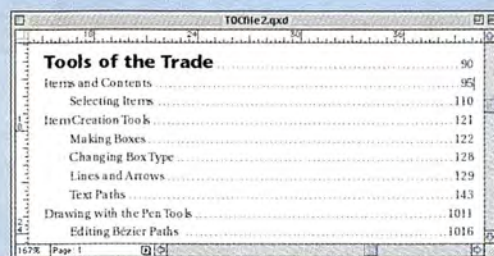 TOCfile2.qxd
Tools of the Trade 90
Items and Contents 95
Selecting Items 110
Item Creation Tools 121
Making Boxes 122
Changing Box Type 128
Lines and Arrows 129
Text Paths 143
Drawing with the Pen Tools 1011
Editing Bézier Paths 1016
167% Page: 1